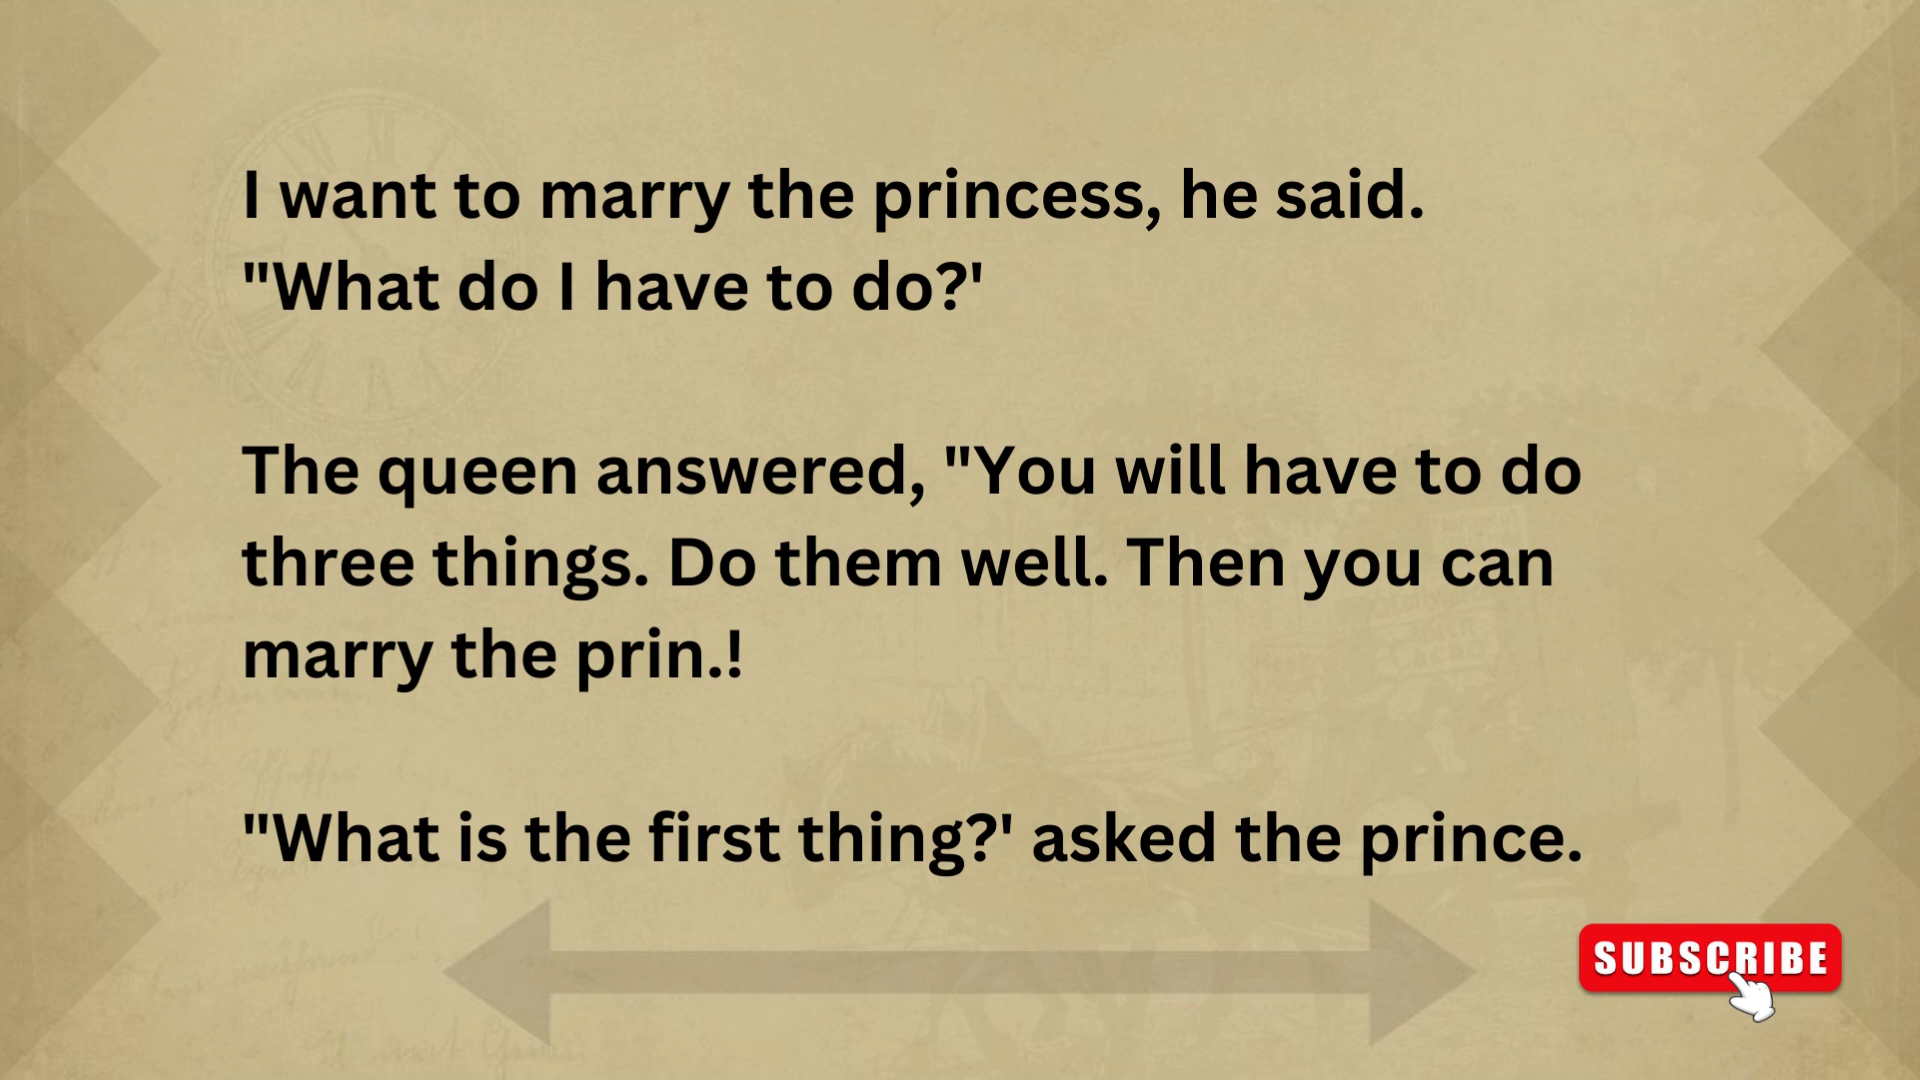 I want to marry the princess, he said.
"What do I have to do?'
The queen answered, "You will have to do
three things. Do them well. Then you can
marry the prin.!
"What is the first thing?' asked the prince.
SUBSCRIBE